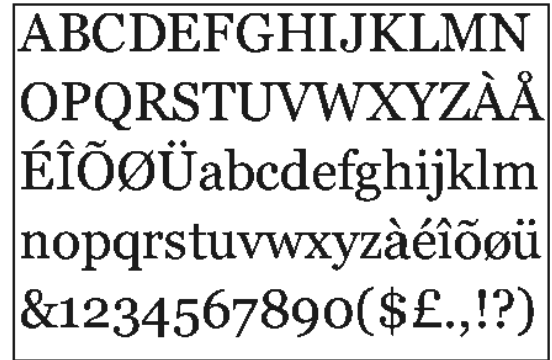 ABCDEFGHIJKLMN
OPQRSTUVWXYZÀÅ
ÉÎÕØÜabcdefghijklm
nopqrstuvwxyzàéîõøü
&1234567890($£.,!?)